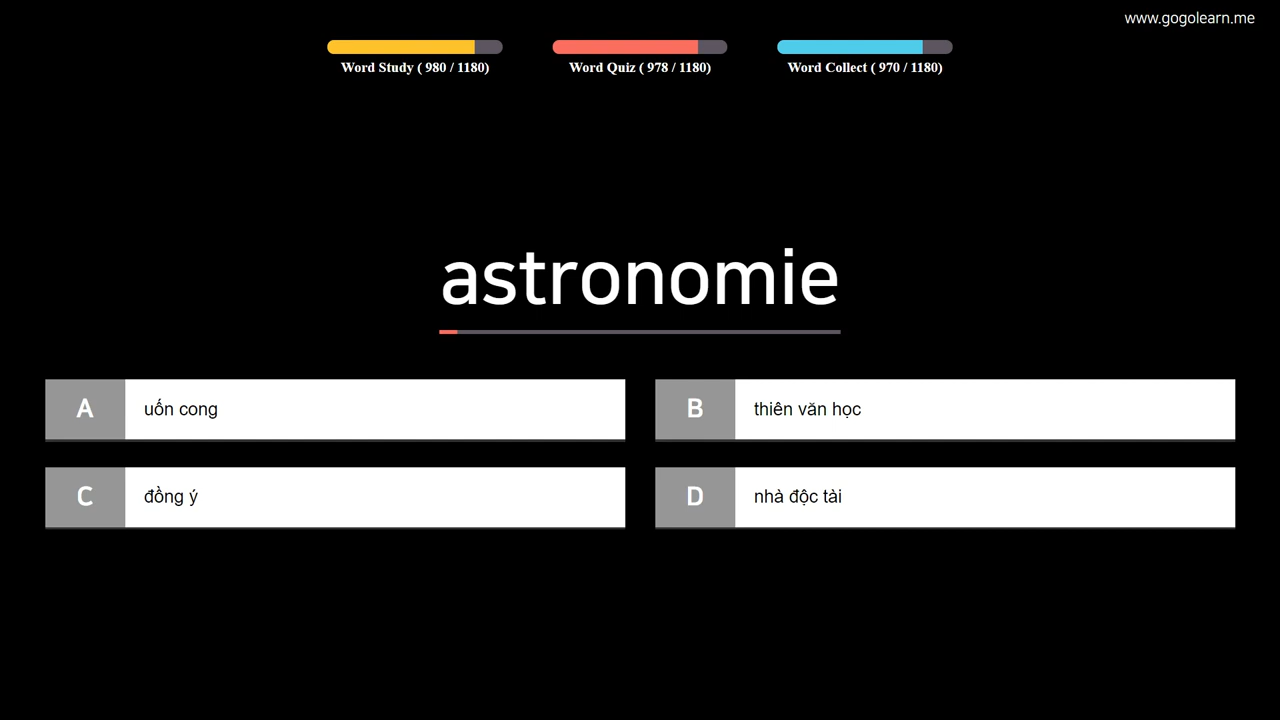 www.gogolearn.me
Word Study ( 980 / 1180)
Word Quiz ( 978 / 1180)
Word Collect ( 970 / 1180)
astronomie
A
uốn cong
B
thiên văn học
C
đồng ý
D
nhà độc tài